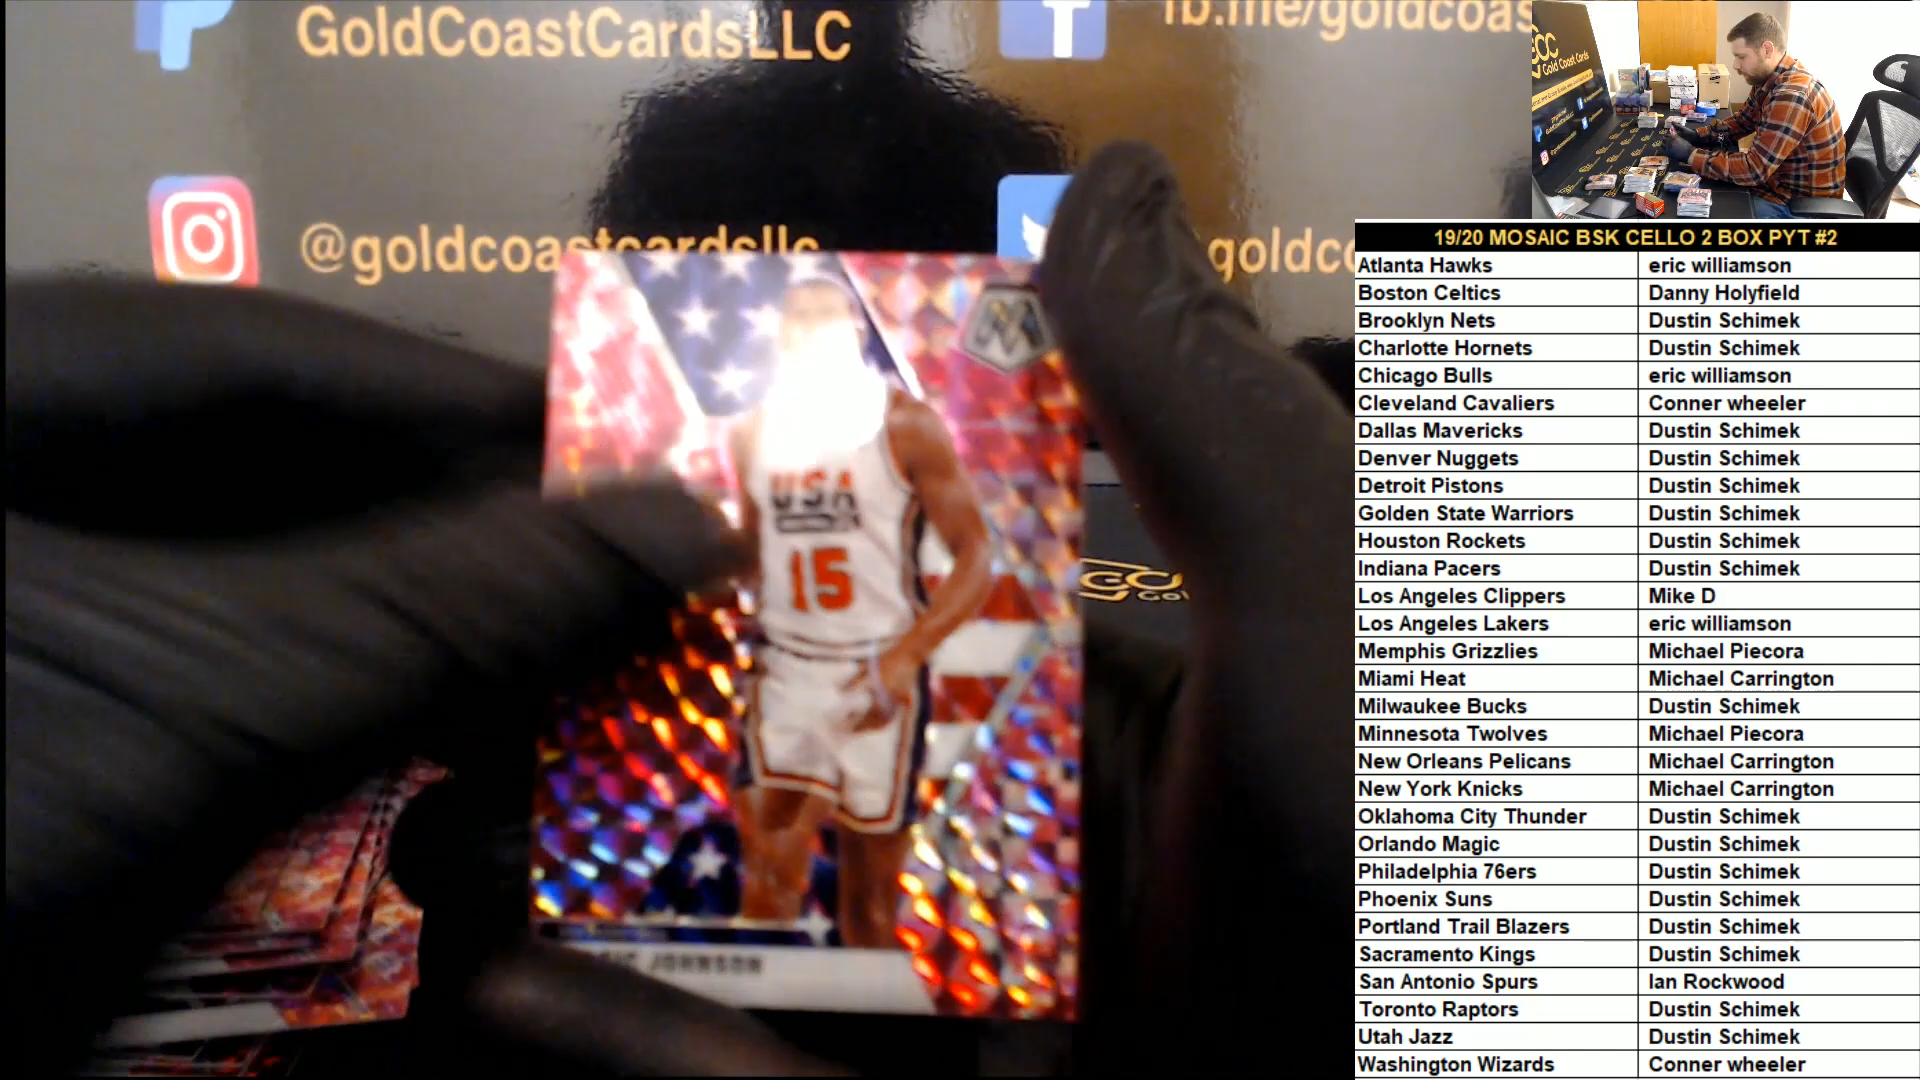 GoldCoastCardsLLC
fb.me/goldcoas
@goldcoastcardsllc
goldc
USA
15
JOHNSON
GCC
Gold Coast Cards
19/20 MOSAIC BSK CELLO 2 BOX PYT #2
Atlanta Hawks eric williamson
Boston Celtics Danny Holyfield
Brooklyn Nets Dustin Schimek
Charlotte Hornets Dustin Schimek
Chicago Bulls eric williamson
Cleveland Cavaliers Conner wheeler
Dallas Mavericks Dustin Schimek
Denver Nuggets Dustin Schimek
Detroit Pistons Dustin Schimek
Golden State Warriors Dustin Schimek
Houston Rockets Dustin Schimek
Indiana Pacers Dustin Schimek
Los Angeles Clippers Mike D
Los Angeles Lakers eric williamson
Memphis Grizzlies Michael Piecora
Miami Heat Michael Carrington
Milwaukee Bucks Dustin Schimek
Minnesota Twolves Michael Piecora
New Orleans Pelicans Michael Carrington
New York Knicks Michael Carrington
Oklahoma City Thunder Dustin Schimek
Orlando Magic Dustin Schimek
Philadelphia 76ers Dustin Schimek
Phoenix Suns Dustin Schimek
Portland Trail Blazers Dustin Schimek
Sacramento Kings Dustin Schimek
San Antonio Spurs Ian Rockwood
Toronto Raptors Dustin Schimek
Utah Jazz Dustin Schimek
Washington Wizards Conner wheeler